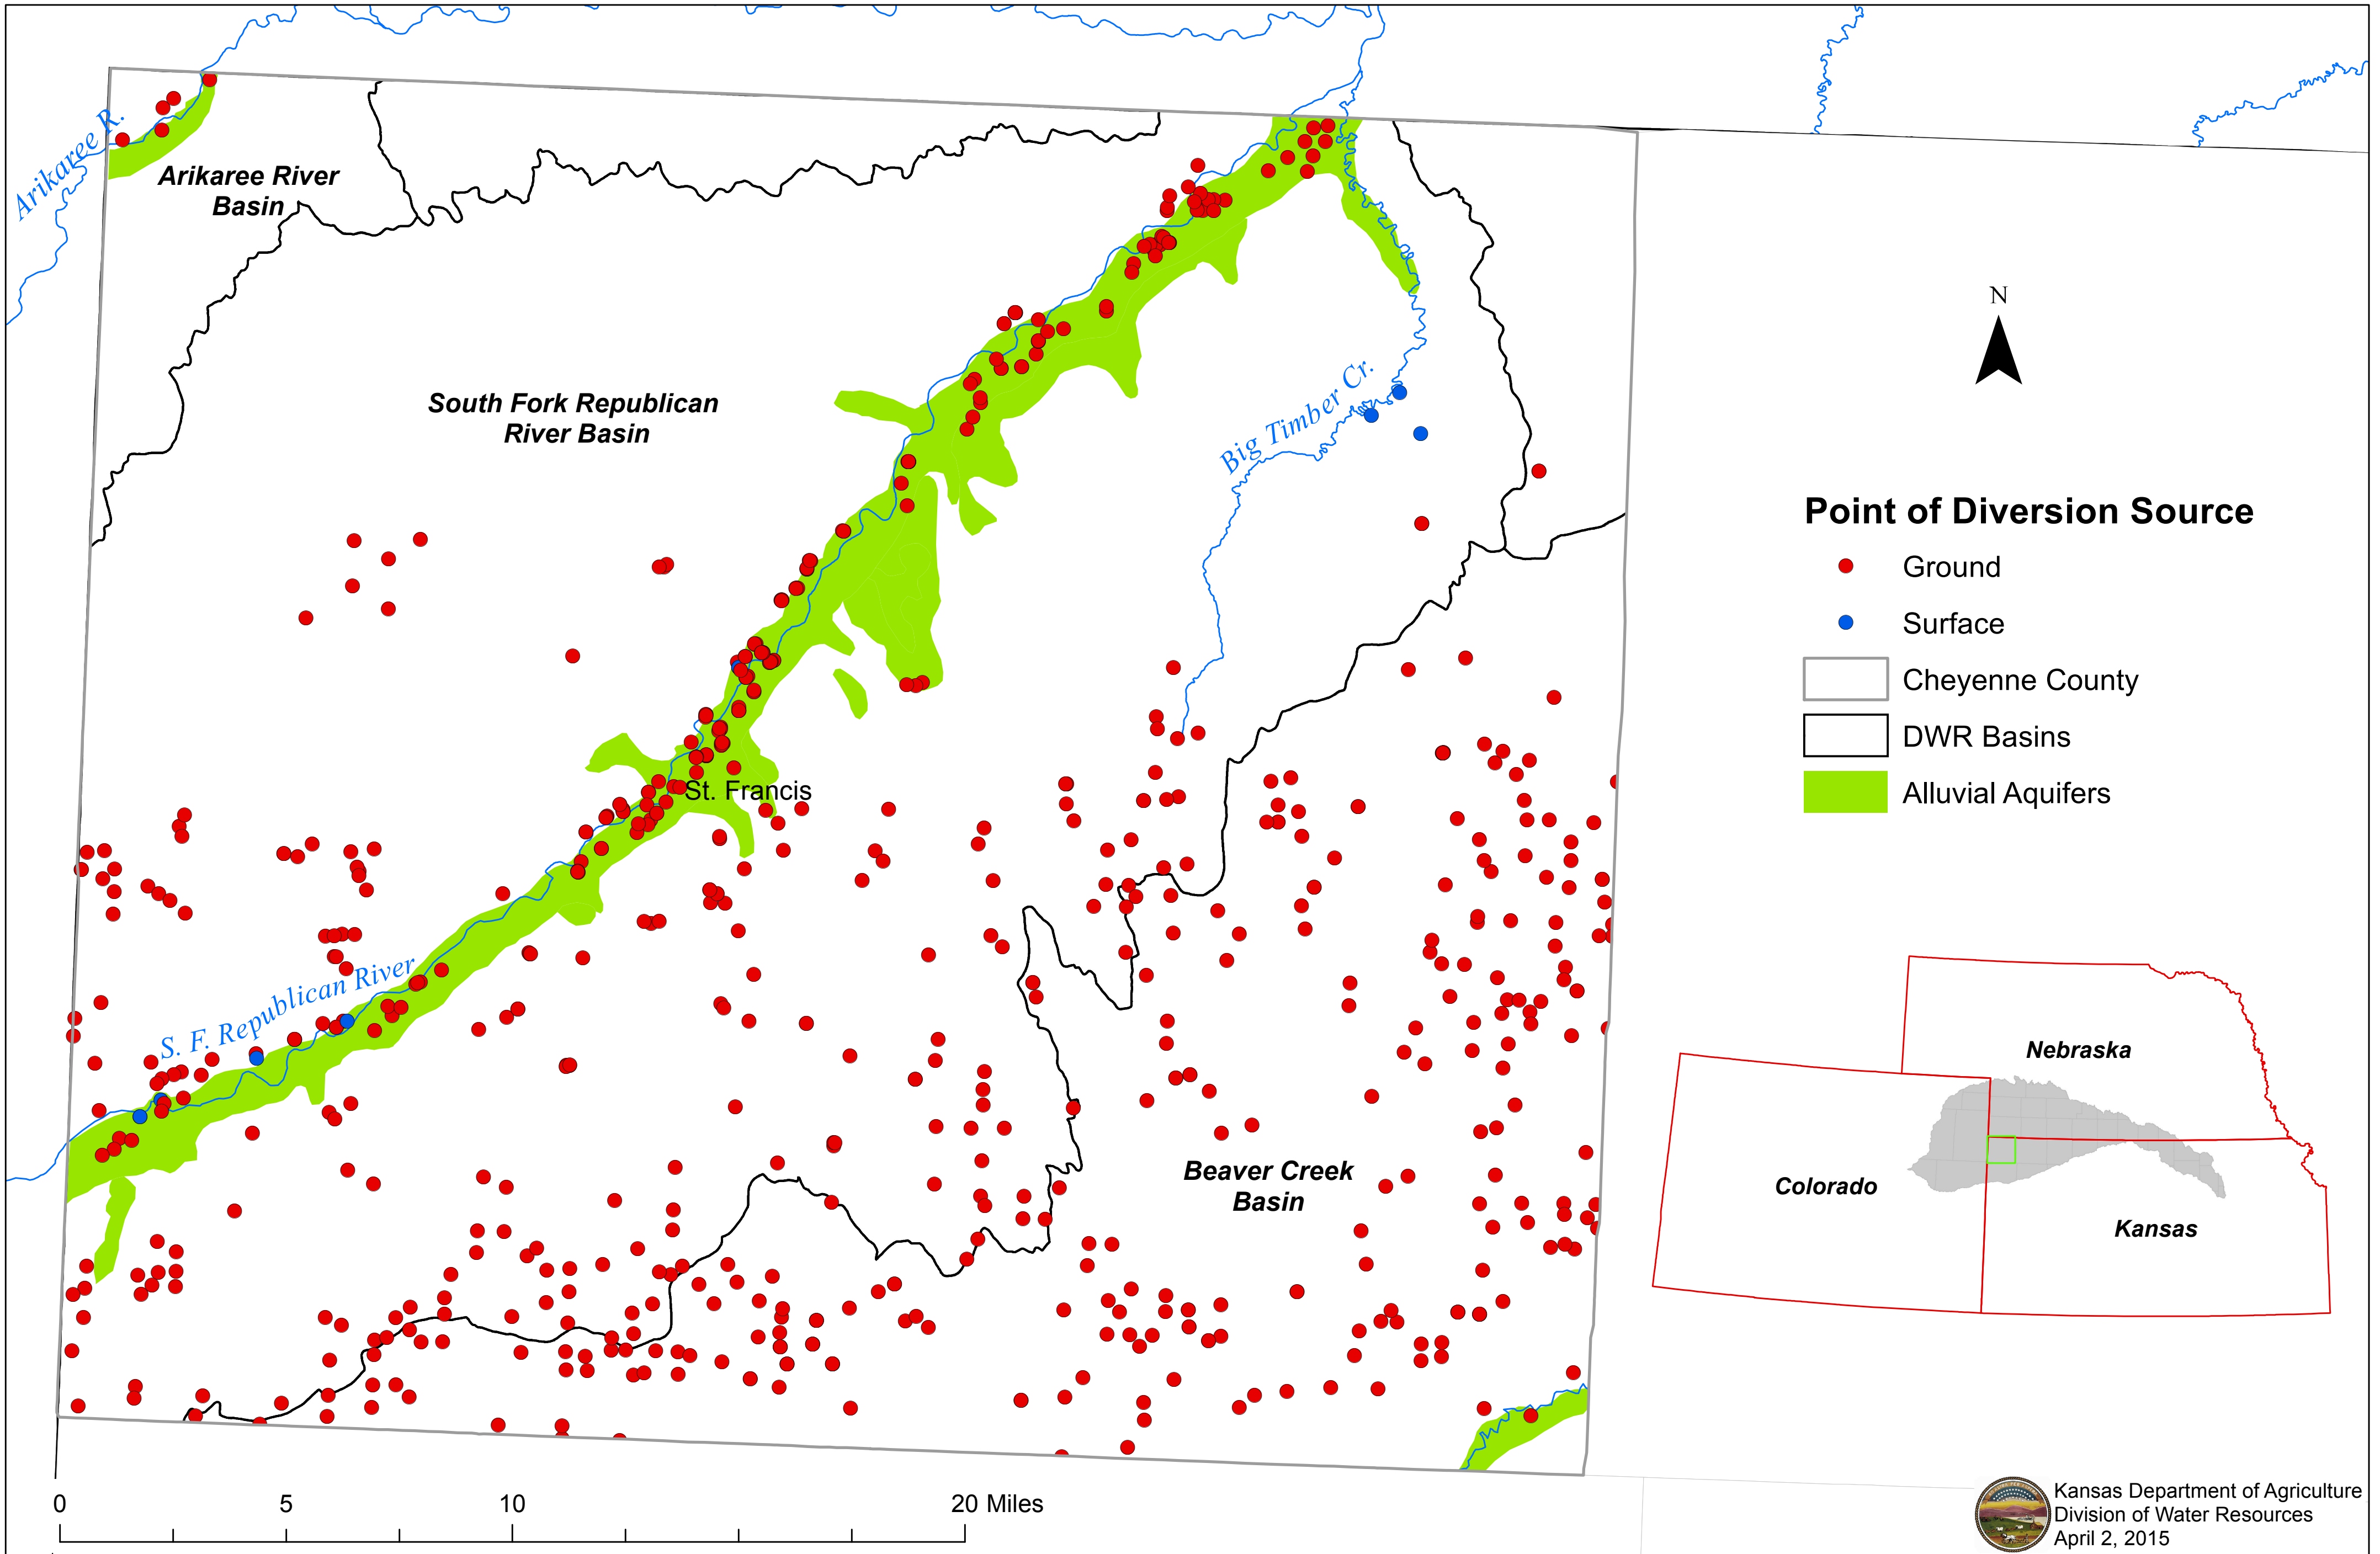 Arikaree R.
Arikaree River
Basin
South Fork Republican
River Basin
Big Timber Cr.
St. Francis
S. F. Republican River
Beaver Creek
Basin
N
Point of Diversion Source
Ground
Surface
Cheyenne County
DWR Basins
Alluvial Aquifers
Nebraska
Colorado
Kansas
0 5 10 20 Miles
Kansas Department of Agriculture
Division of Water Resources
April 2, 2015